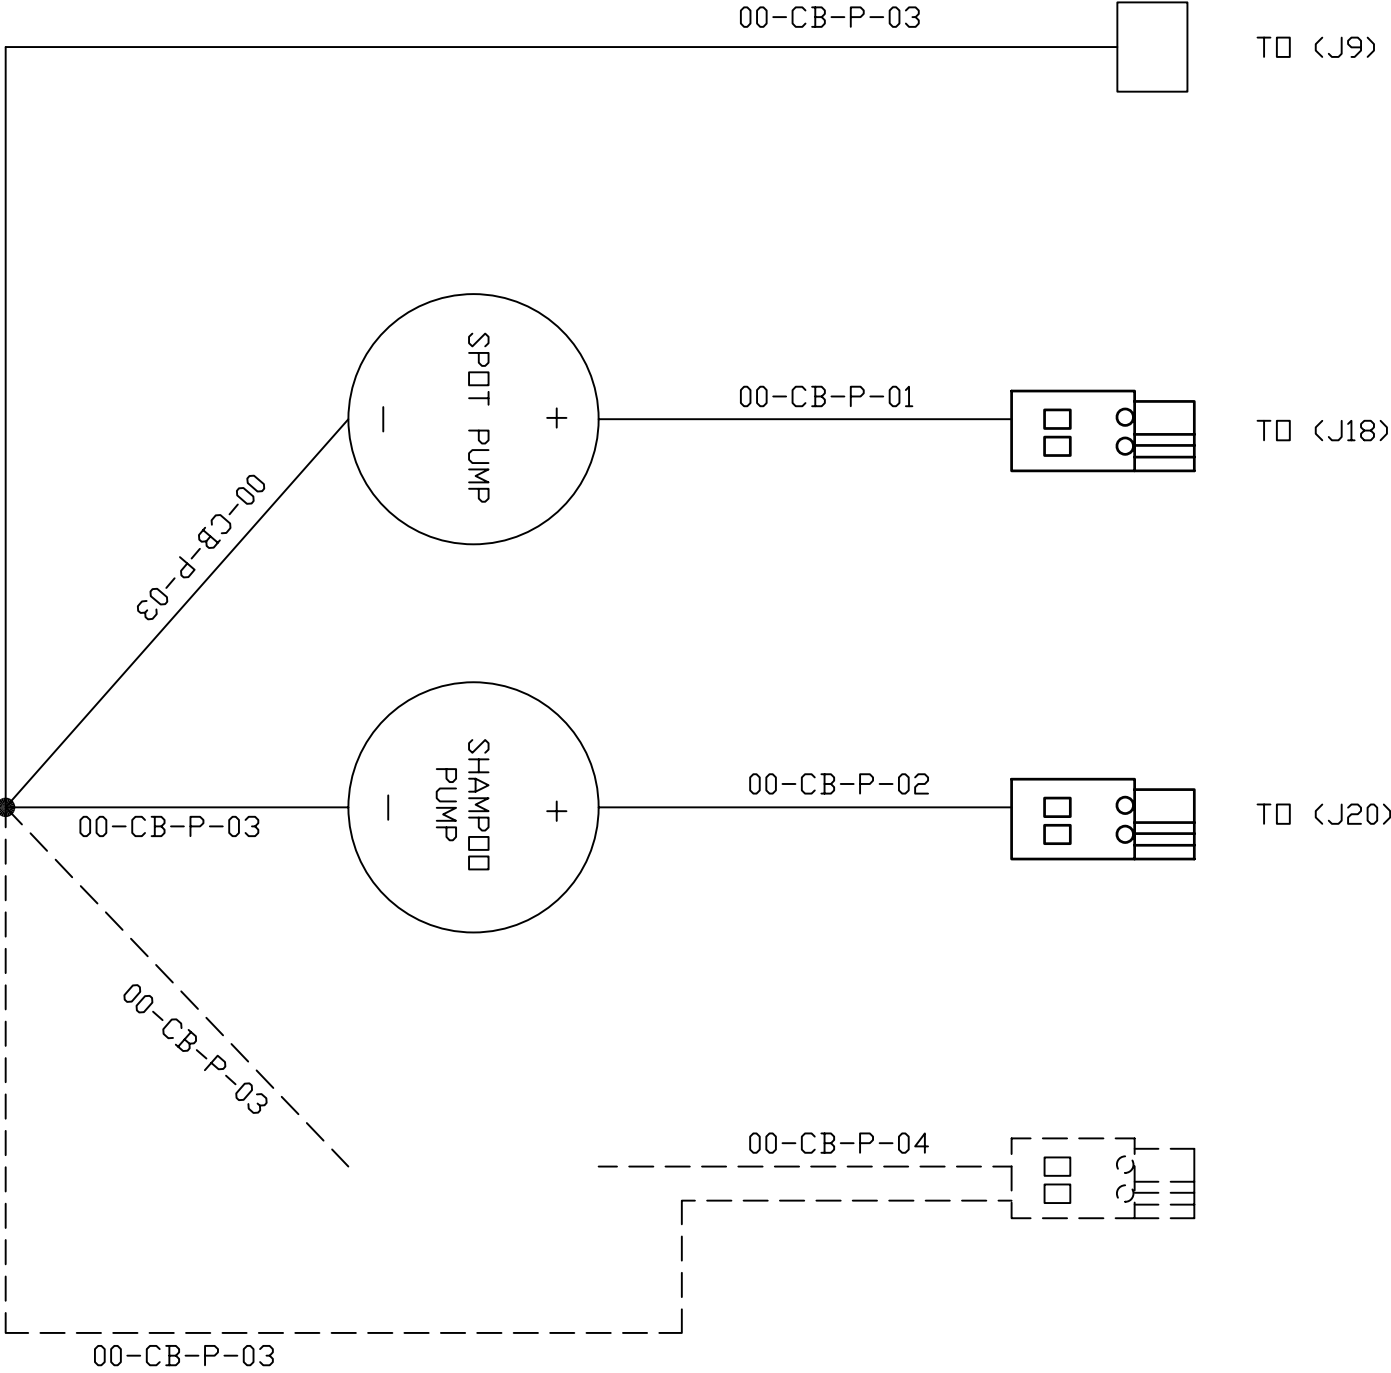 00-CB-P-03
TO (J9)
SPOT PUMP
- +
00-CB-P-01
TO (J18)
00-CB-P-03
SHAMPOO
PUMP
- +
00-CB-P-02
TO (J20)
00-CB-P-03
00-CB-P-03
00-CB-P-04
00-CB-P-03